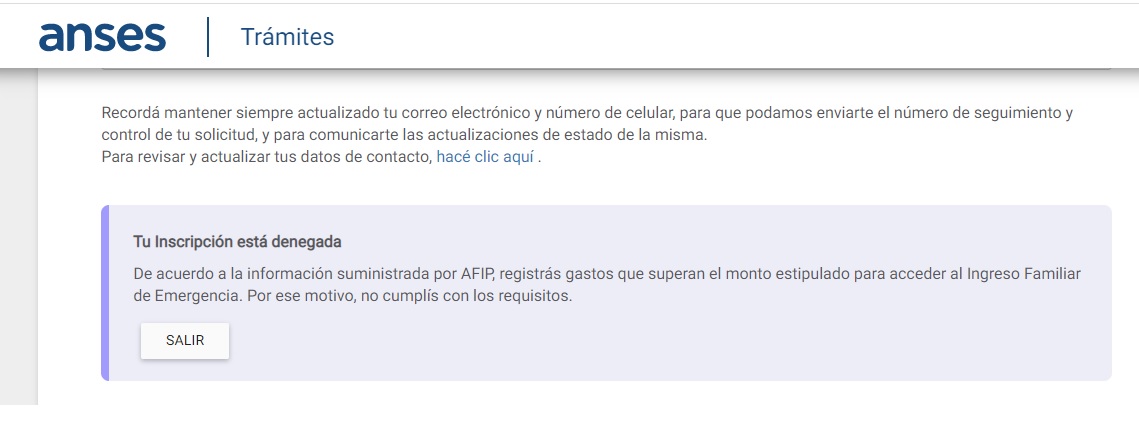 anses
Trámites
Recordá mantener siempre actualizado tu correo electrónico y número de celular, para que podamos enviarte el número de seguimiento y
control de tu solicitud, y para comunicarte las actualizaciones de estado de la misma.
Para revisar y actualizar tus datos de contacto, hacé clic aquí .
Tu Inscripción está denegada
De acuerdo a la información suministrada por AFIP, registrás gastos que superan el monto estipulado para acceder al Ingreso Familiar
de Emergencia. Por ese motivo, no cumplís con los requisitos.
SALIR